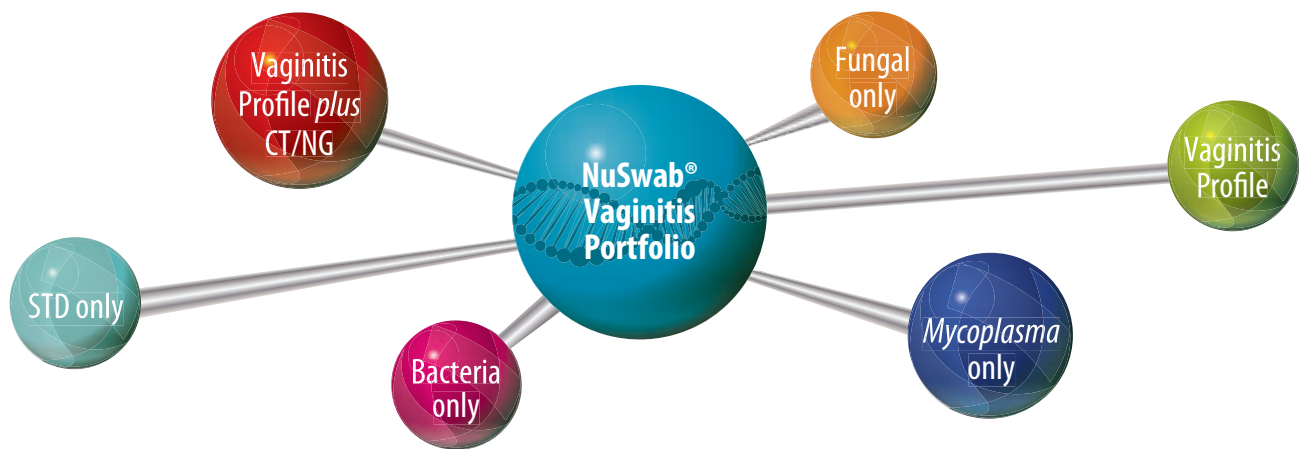 Vaginitis
Profile plus
CT/NG
Fungal
only
Vaginitis
Profile
NuSwab®
Vaginitis
Portfolio
STD only
Bacteria
only
Mycoplasma
only